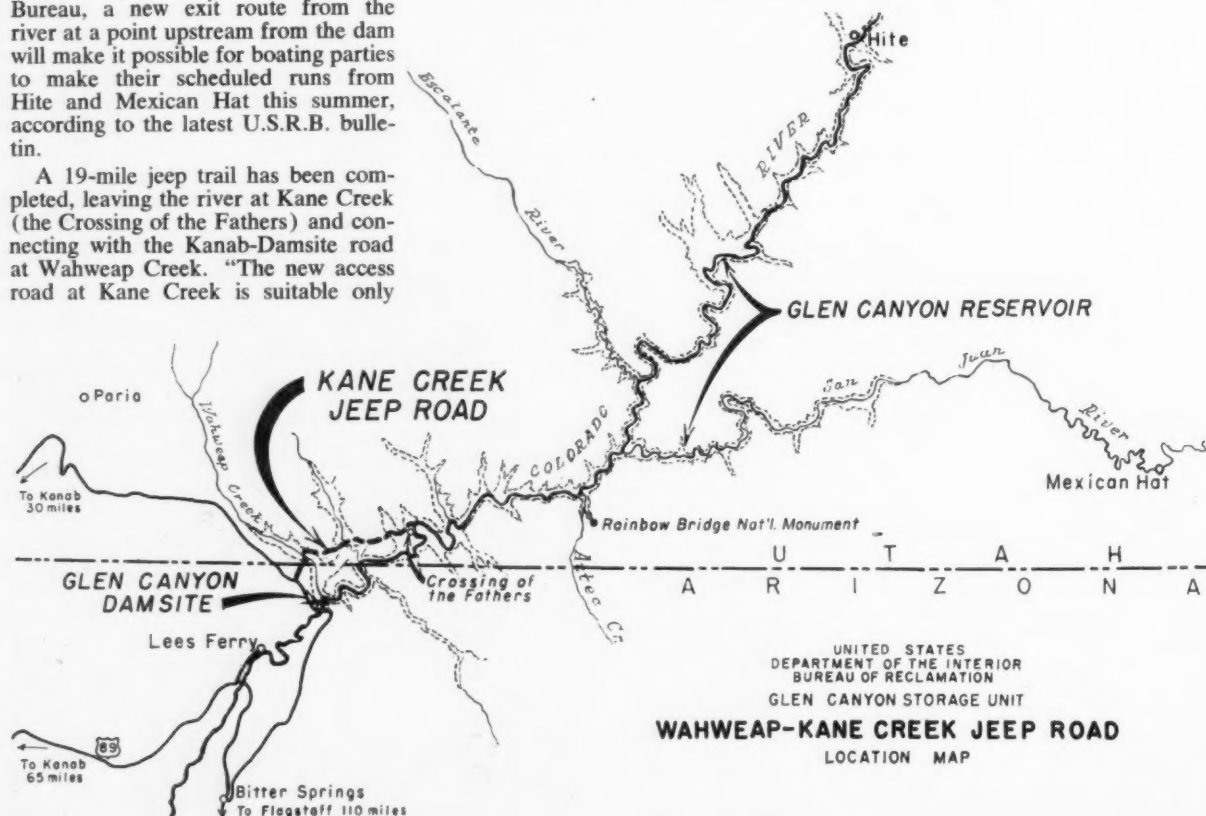 Bureau, a new exit route from the
river at a point upstream from the dam
will make it possible for boating parties
to make their scheduled runs from
Hite and Mexican Hat this summer,
according to the latest U.S.R.B. bulle-
tin.
A 19-mile jeep trail has been com-
pleted, leaving the river at Kane Creek
(the Crossing of the Fathers) and con-
necting with the Kanab-Damsite road
at Wahweap Creek. “The new access
road at Kane Creek is suitable only
Hite
Escalante
River
RIVER
GLEN CANYON RESERVOIR
KANE CREEK
JEEP ROAD
Paria
Wahweap Creek
San Juan
River
COLORADO
Mexican Hat
To Kanab
30 miles
Rainbow Bridge Nat'l. Monument
UTAH
ARIZONA
Crossing of
the Fathers
GLEN CANYON
DAMSITE
Cr.
Lees Ferry
UNITED STATES
DEPARTMENT OF THE INTERIOR
BUREAU OF RECLAMATION
GLEN CANYON STORAGE UNIT
WAHWEAP-KANE CREEK JEEP ROAD
LOCATION MAP
89
To Kanab
65 miles
Bitter Springs
To Flagstaff 110 miles